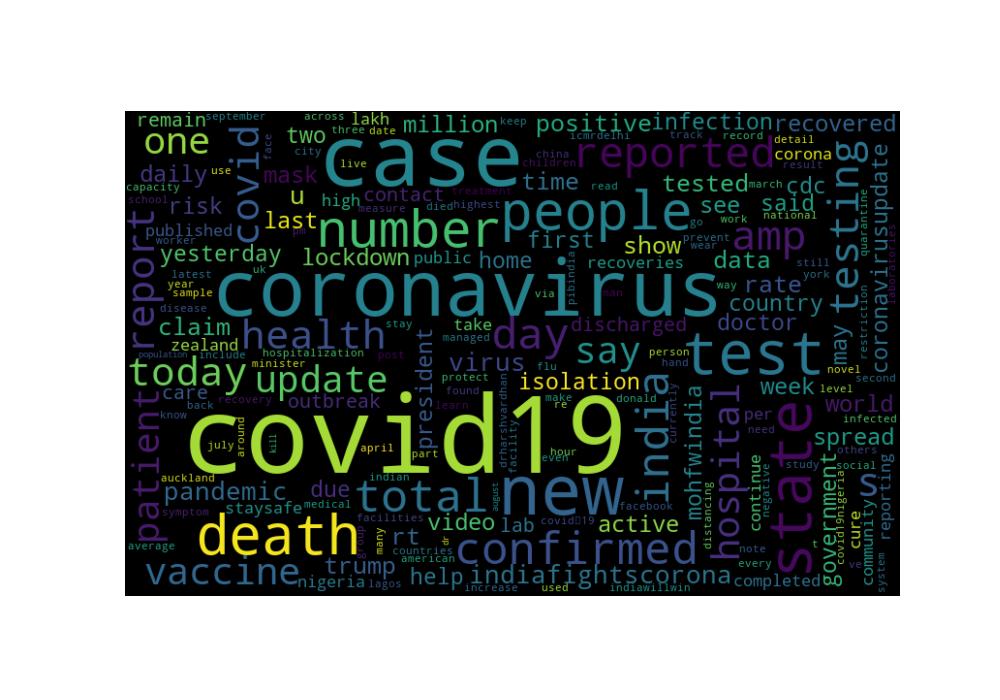 remain september across lakh keep
one two three date million positive infection recovered
city icmrdelhi track record detail
covid face case reported corona
live china children result
daily use mask u contact time tested march cdc testing
capacity high treatment read
school risk last measure died highest people see said coronavirusupdate
published number first go work national quarantine
worker show prevent wear amp
yesterday lockdown public home recoveries data still laboratories
report latest uk pibindia hand york restriction
year via man way rate
sample coronavirus country may
disease
claim health stay take day discharged doctor
zealand managed say test
population include hospitalization post president virus flu person novel second
today minister update protect isolation week level
care recovery outbreak found make donald currently
back learn re per world infected
know covid19 drharshvardhan facility india mohfwindia hospital state need others
july around kill april part hour even spread
patient indian study social
auckland continue negative government covid19nigeria community reporting
pandemic due total august new facebook s
symptom staysafe medical distancing cure
death facilities video lab covid19 active
average many group rt dr confirmed note t ve system
countries every
vaccine trump american
nigeria lagos help indiafightscorona completed
increase used indiawillwin